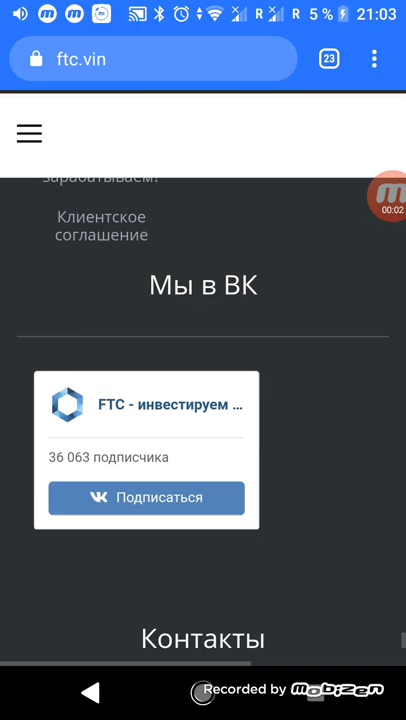 R R 5 % 21:03
ftc.vin 23
зарабатываем!
00:02
Клиентское
соглашение
Мы в ВК
FTC - инвестируем ...
36 063 подписчика
Подписаться
Контакты
Recorded by mobizen